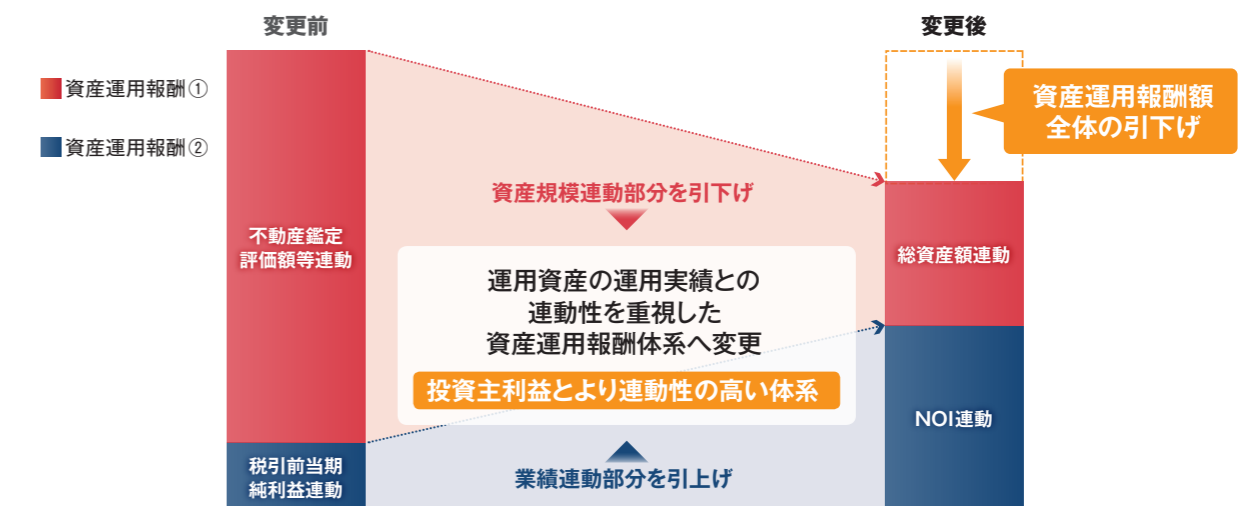 変更前
変更後
資産運用報酬①
資産運用報酬②
資産運用報酬額
全体の引下げ
資産規模連動部分を引下げ
不動産鑑定
評価額等連動
総資産額連動
運用資産の運用実績との
連動性を重視した
資産運用報酬体系へ変更
投資主利益とより連動性の高い体系
NOI連動
税引前当期
純利益連動
業績連動部分を引上げ